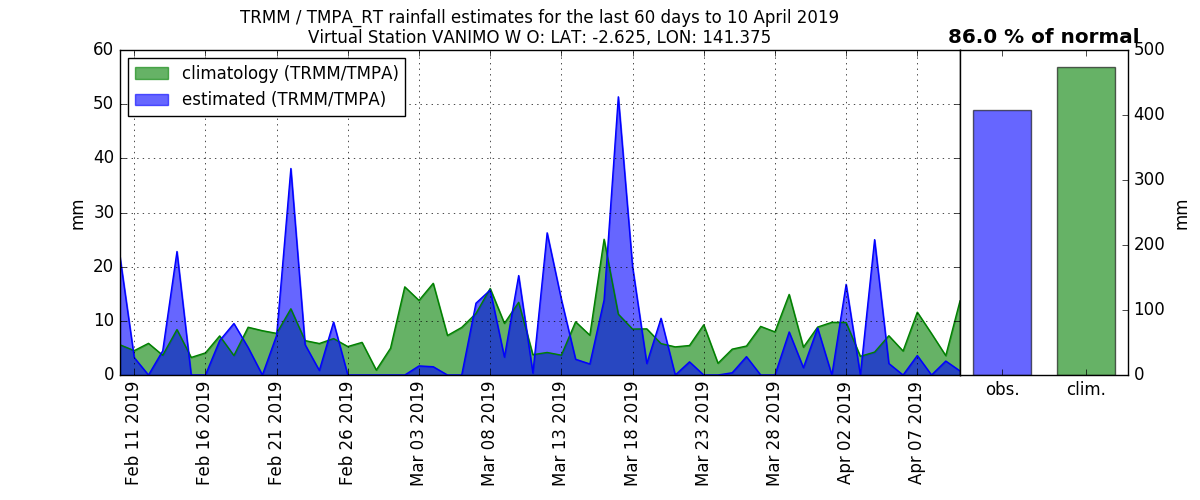 TRMM / TMPA_RT rainfall estimates for the last 60 days to 10 April 2019
Virtual Station VANIMO W O: LAT: -2.625, LON: 141.375
86.0 % of normal
climatology (TRMM/TMPA)
estimated (TRMM/TMPA)
60
50
40
30
20
10
0
mm
Feb 11 2019
Feb 16 2019
Feb 21 2019
Feb 26 2019
Mar 03 2019
Mar 08 2019
Mar 13 2019
Mar 18 2019
Mar 23 2019
Mar 28 2019
Apr 02 2019
Apr 07 2019
obs.
clim.
500
400
300
200
100
0
mm